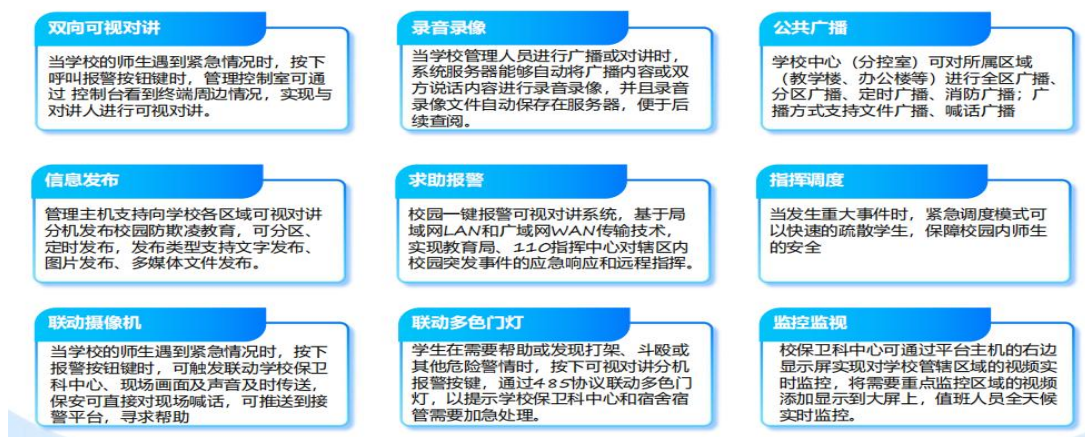 双向可视对讲
当学校的师生遇到紧急情况时，按下
呼叫报警按钮键时，管理控制室可通
过 控制台看到终端周边情况，实现与
对讲人进行可视对讲。
录音录像
当学校管理人员进行广播或对讲时，
系统服务器能够自动将广播内容或双
方说话内容进行录音录像，并且录音
录像文件自动保存在服务器，便于后
续查阅。
公共广播
学校中心（分控室）可对所属区域
（教学楼、办公楼等）进行全区广播、
分区广播、定时广播、消防广播；广
播方式支持文件广播、喊话广播
信息发布
管理主机支持向学校各区域可视对讲
分机发布校园防欺凌教育，可分区、
定时发布，发布类型支持文字发布、
图片发布、多媒体文件发布。
求助报警
校园一键报警可视对讲系统，基于局
域网LAN和广域网WAN传输技术，
实现教育局、110指挥中心对辖区内
校园突发事件的应急响应和远程指挥。
指挥调度
当发生重大事件时，紧急调度模式可
以快速的疏散学生，保障校园内师生
的安全
联动摄像机
当学校的师生遇到紧急情况时，按下
报警按钮键时，可触发联动学校保卫
科中心、现场画面及声音及时传送，
保安可直接对现场喊话，可推送到接
警平台，寻求帮助
联动多色门灯
学生在需要帮助或发现打架、斗殴或
其他危险警情时，按下可视对讲分机
报警按键，通过485协议联动多色门
灯，以提示学校保卫科中心和宿舍宿
管需要加急处理。
监控监视
校保卫科中心可通过平台主机的右边
显示屏实现对学校管辖区域的视频实
时监控，将需要重点监控区域的视频
添加显示到大屏上，值班人员全天候
实时监控。